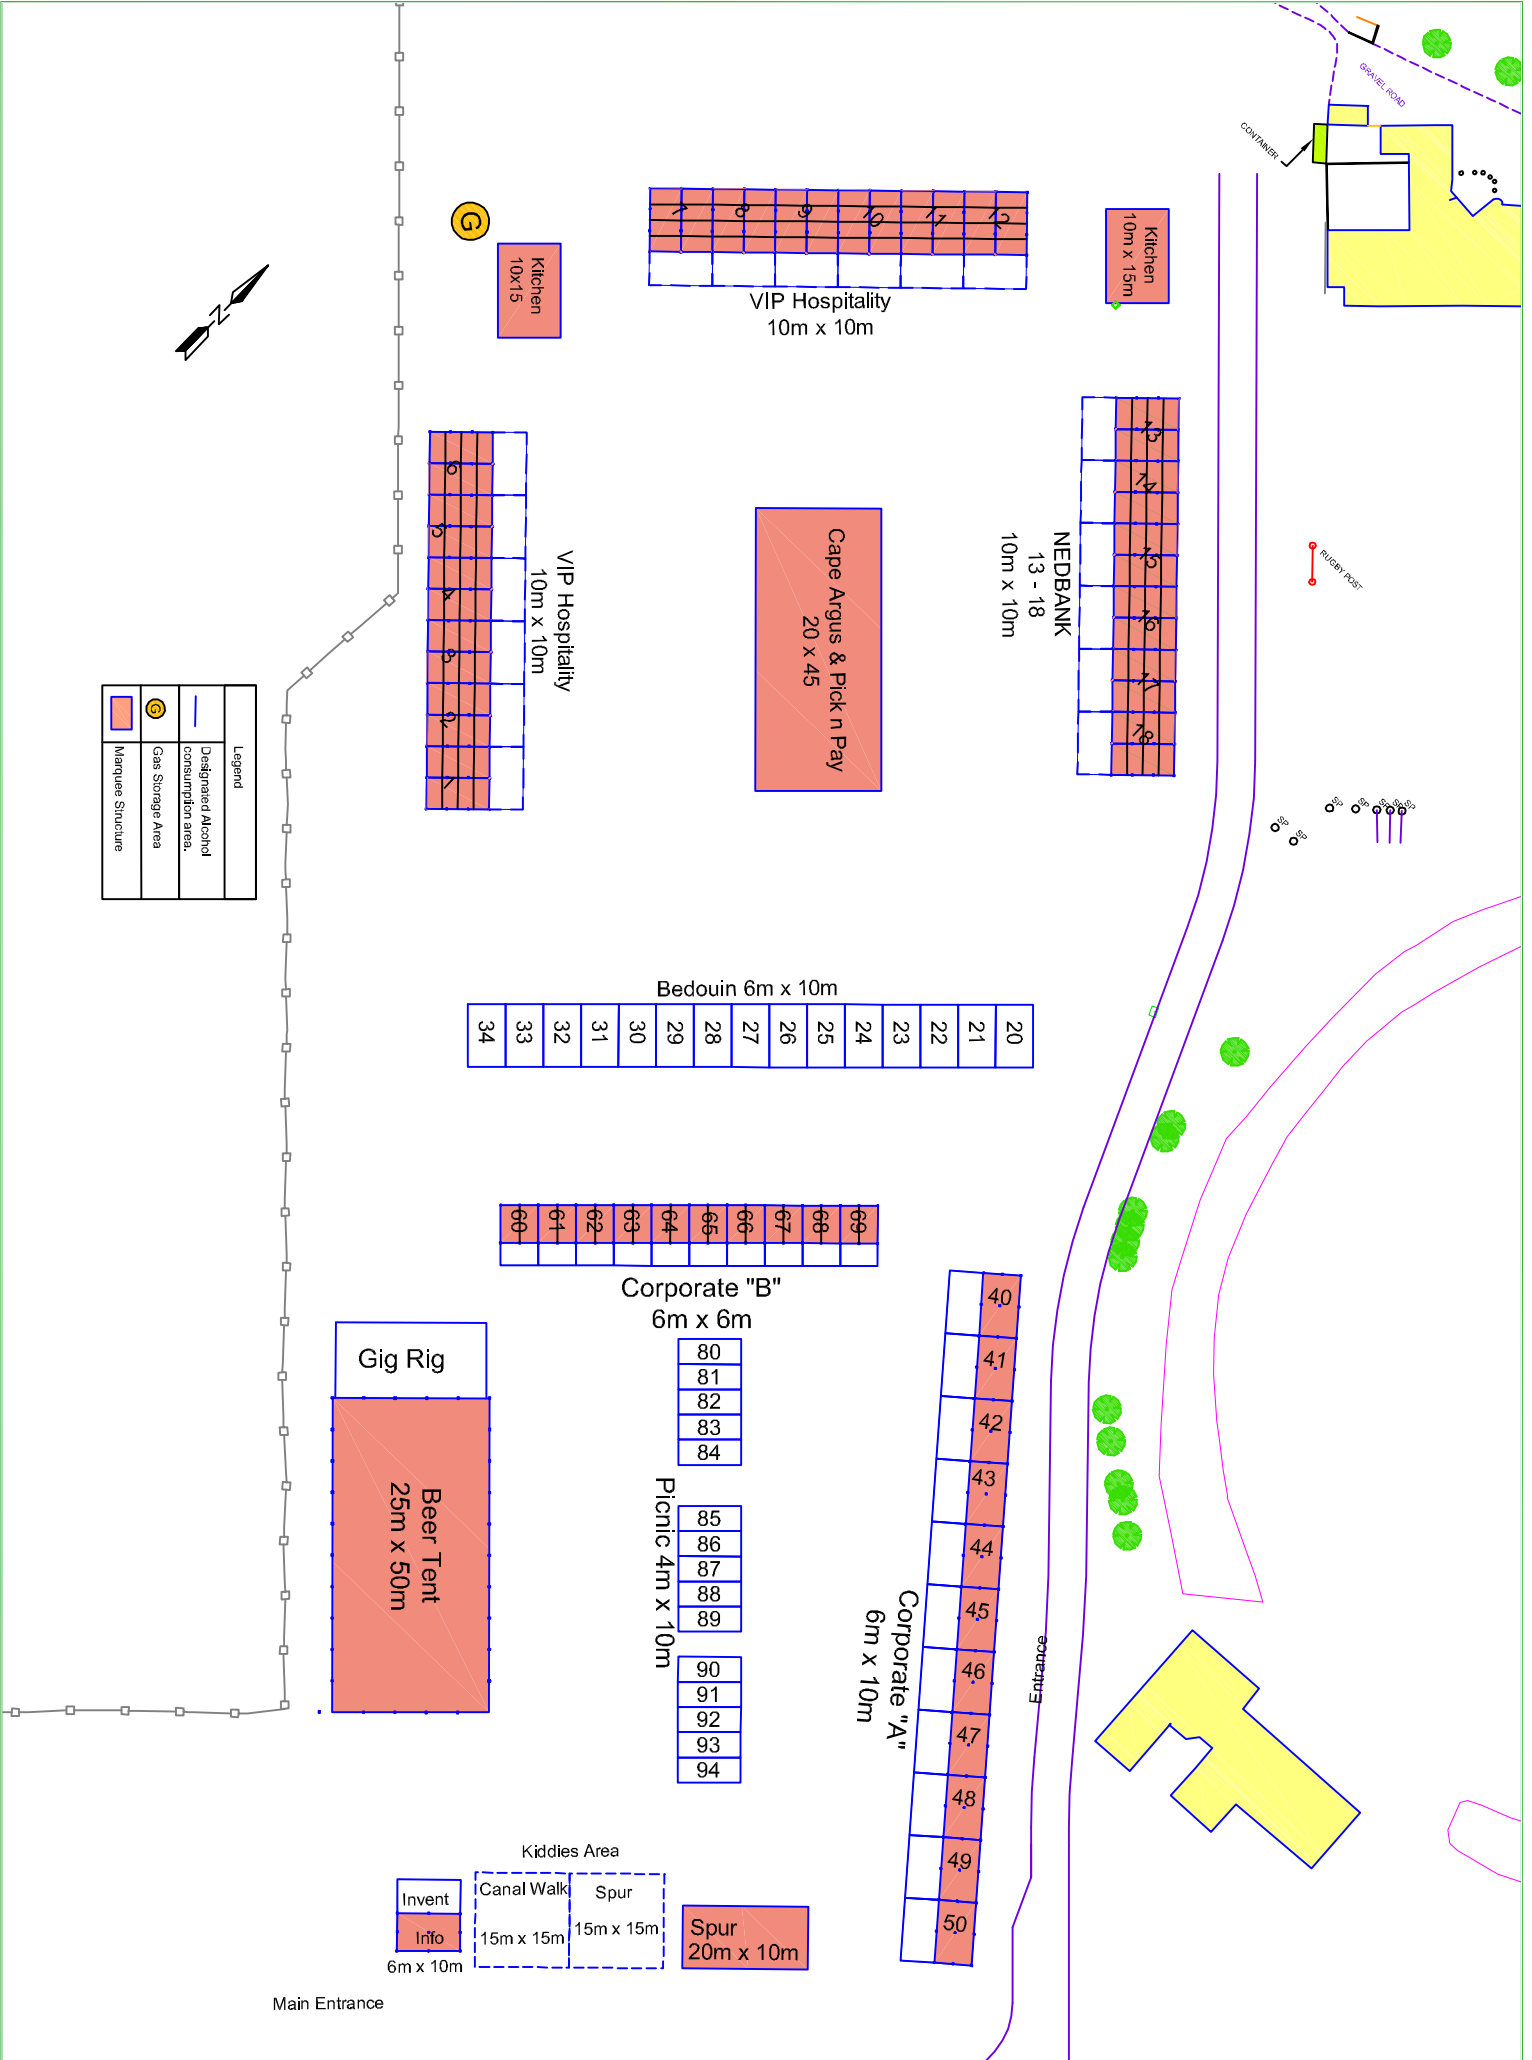 GRAVEL ROAD
CONTAINER
G
Kitchen
10x15
7
8
9
10
11
12
VIP Hospitality
10m x 10m
Kitchen
10m x 15m
N
6
5
4
3
2
1
VIP Hospitality
10m x 10m
Cape Argus & Pick n Pay
20 x 45
NEDBANK
13 - 18
10m x 10m
13
14
15
16
17
18
RUGBY POST
SP
SP
SP
SP
SP
SP
SP
Legend
Designated Alcohol
consumption area.
G
Gas Storage Area
Marquee Structure
Bedouin 6m x 10m
34
33
32
31
30
29
28
27
26
25
24
23
22
21
20
60
61
62
63
64
65
66
67
68
69
Corporate "B"
6m x 6m
Gig Rig
Beer Tent
25m x 50m
80
81
82
83
84
Picnic 4m x 10m
85
86
87
88
89
90
91
92
93
94
40
41
42
43
44
45
46
47
48
49
50
Corporate "A"
6m x 10m
Entrance
Kiddies Area
Invent
Info
6m x 10m
Canal Walk
15m x 15m
Spur
15m x 15m
Spur
20m x 10m
Main Entrance